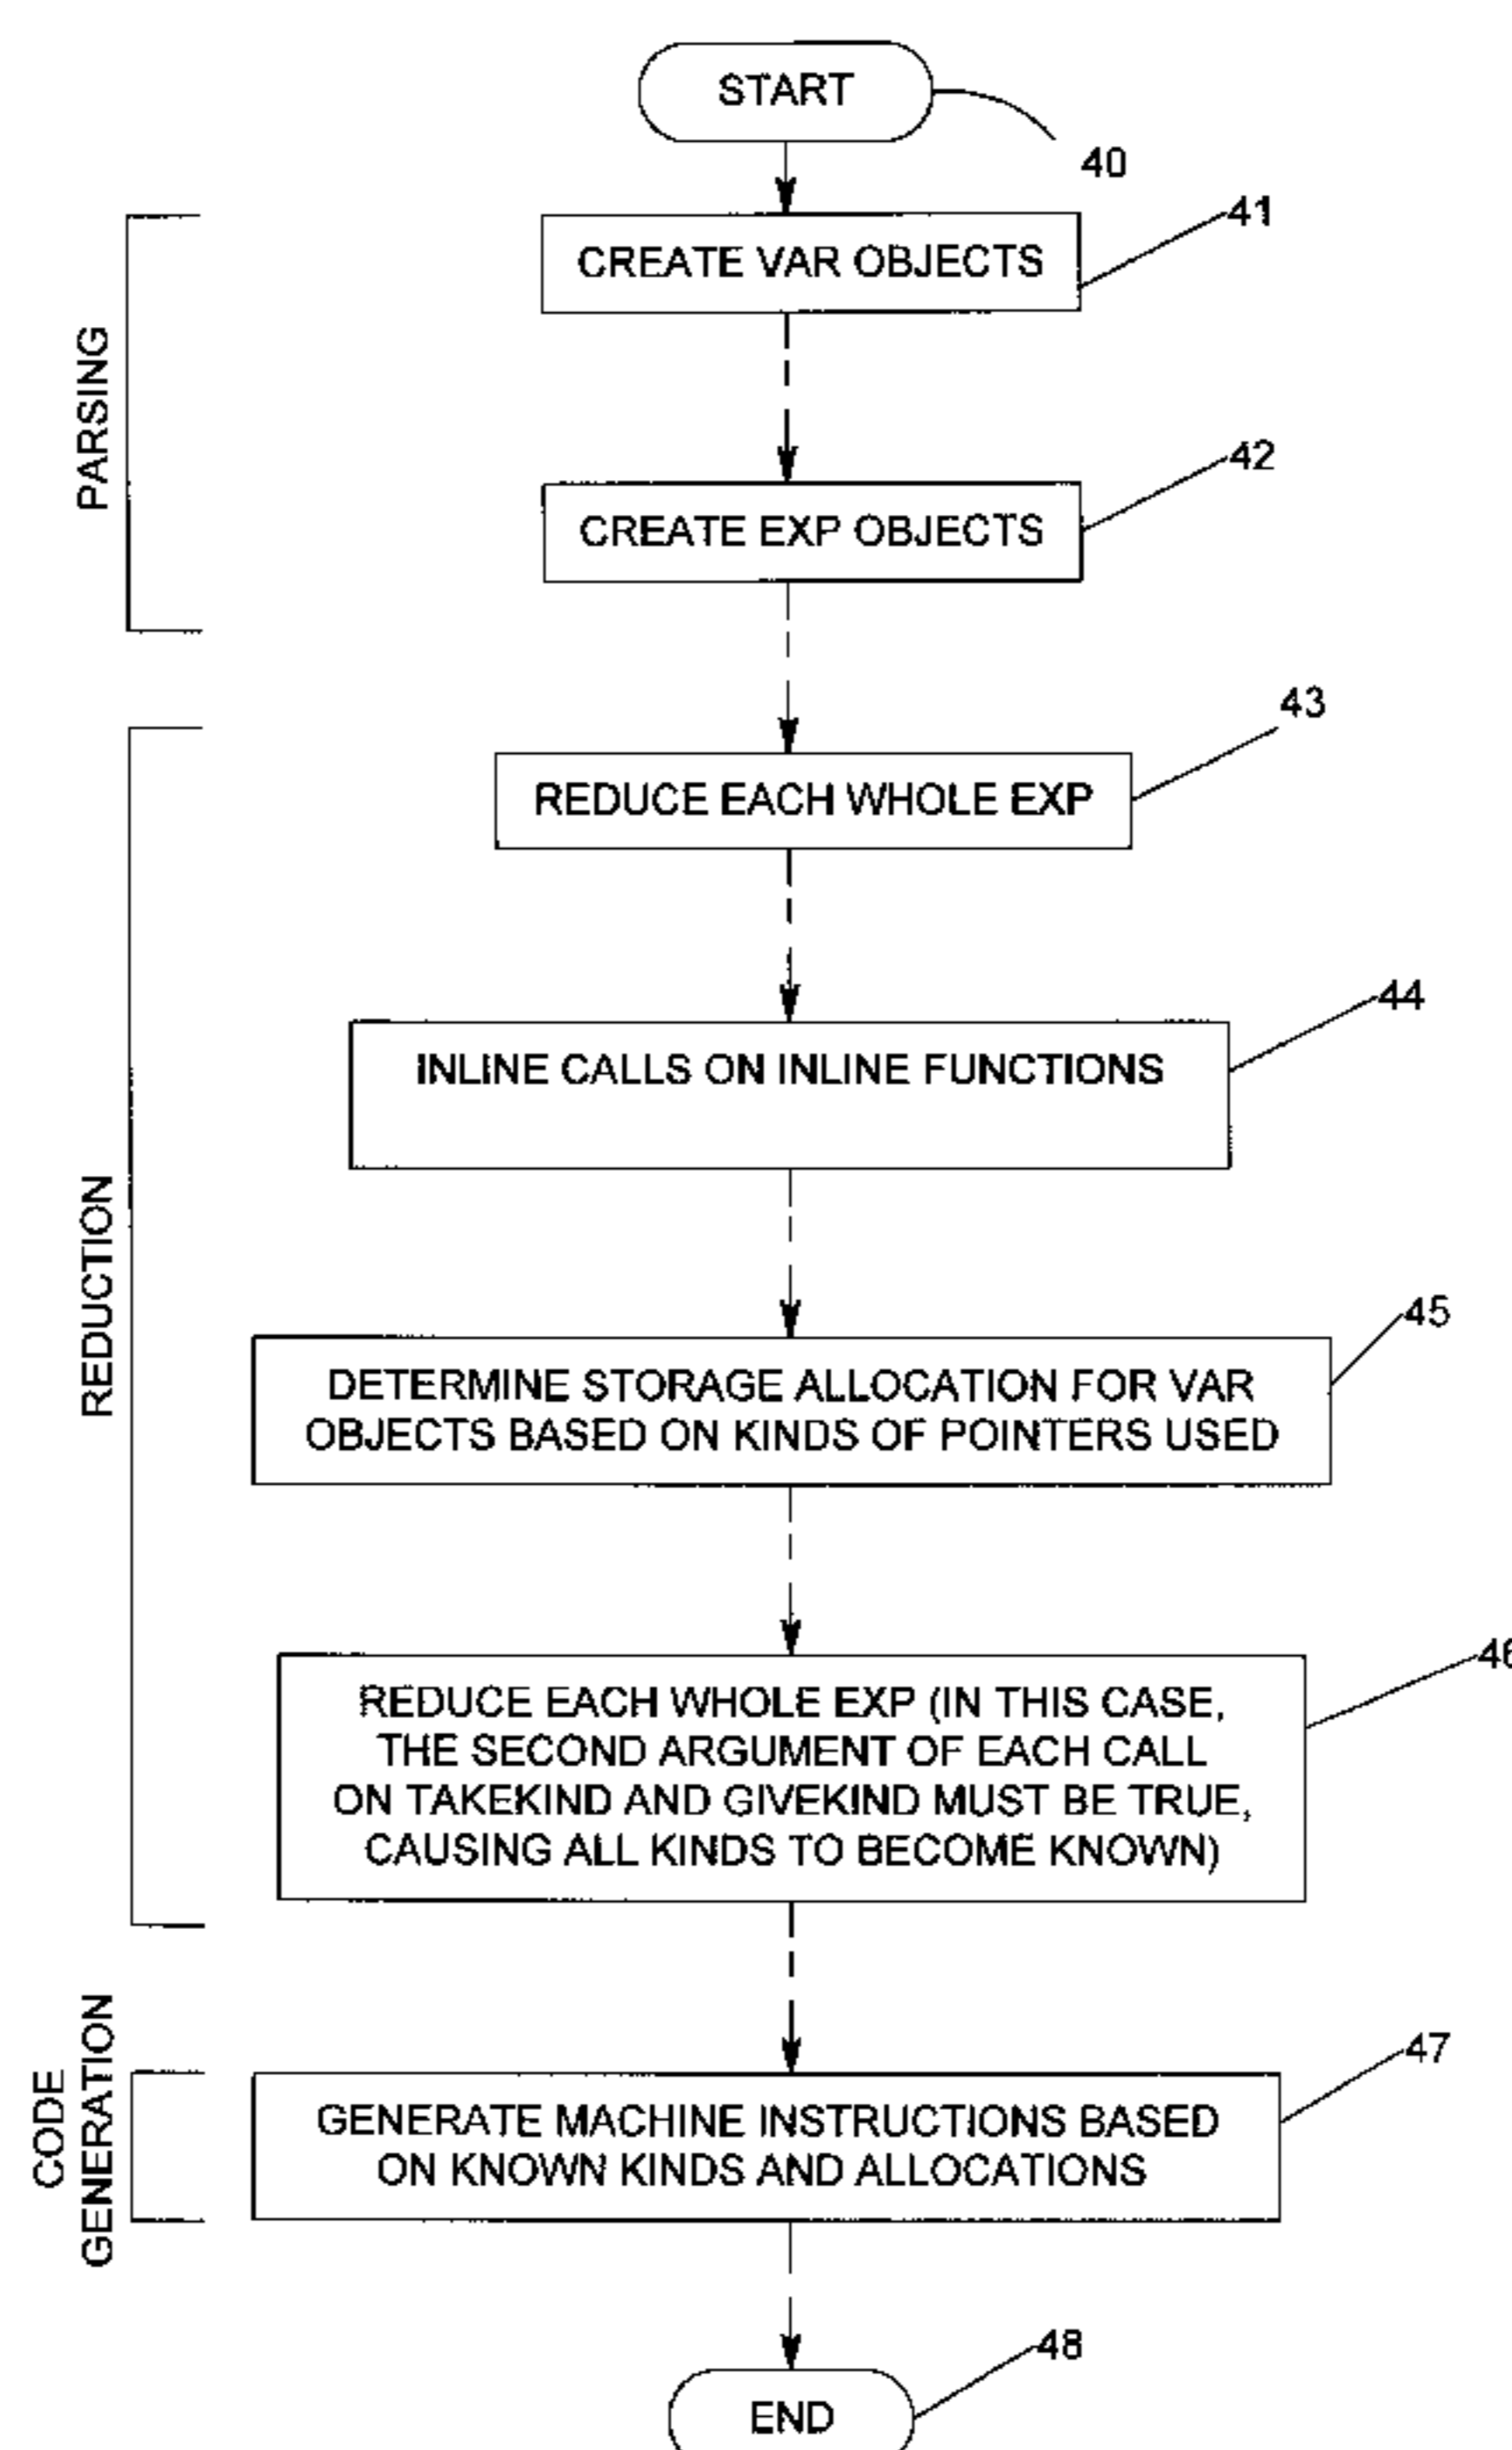 START
40
PARSING
CREATE VAR OBJECTS
41
CREATE EXP OBJECTS
42
REDUCTION
REDUCE EACH WHOLE EXP
43
INLINE CALLS ON INLINE FUNCTIONS
44
DETERMINE STORAGE ALLOCATION FOR VAR
OBJECTS BASED ON KINDS OF POINTERS USED
45
REDUCE EACH WHOLE EXP (IN THIS CASE,
THE SECOND ARGUMENT OF EACH CALL
ON TAKEKIND AND GIVEKIND MUST BE TRUE,
CAUSING ALL KINDS TO BECOME KNOWN)
46
CODE
GENERATION
GENERATE MACHINE INSTRUCTIONS BASED
ON KNOWN KINDS AND ALLOCATIONS
47
END
48